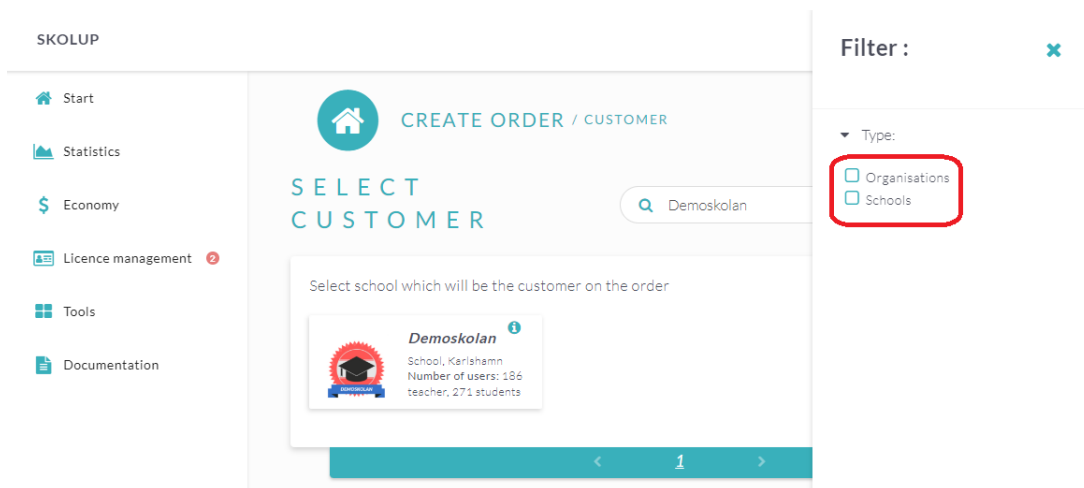 SKOLUP
Filter :
Start
Statistics
Economy
Licence management 2
Tools
Documentation
CREATE ORDER / CUSTOMER
SELECT
CUSTOMER
Demoskolan
Select school which will be the customer on the order
Demoskolan
School, Karlshamn
Number of users: 186
teacher, 271 students
DEMOSKOLAN
< 1 >
Type:
Organisations
Schools